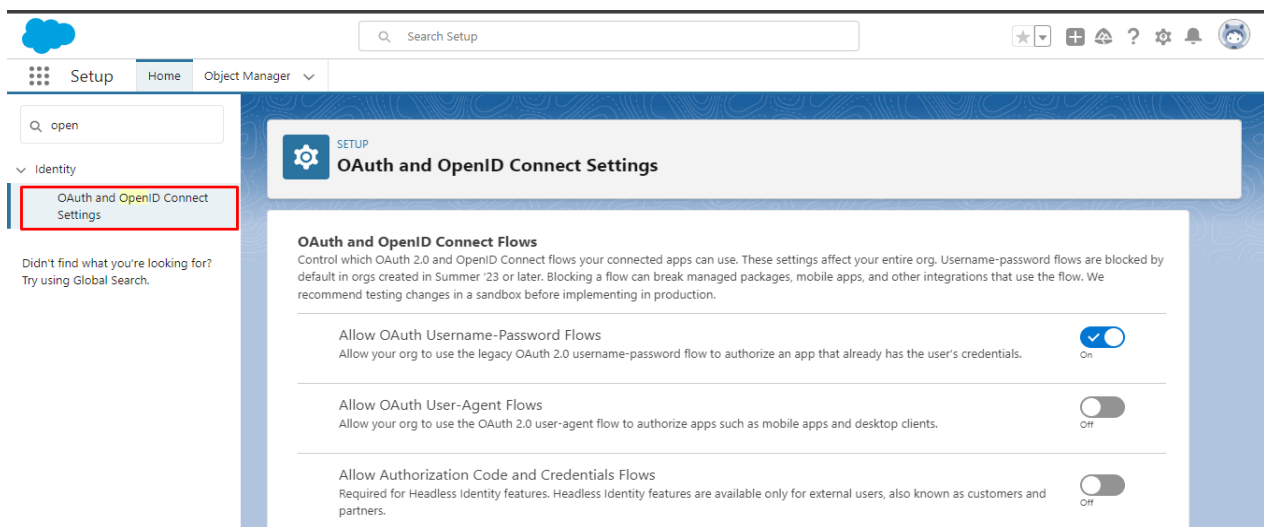 Search Setup
Setup
Home
Object Manager
open
Identity
OAuth and OpenID Connect
Settings
Didn't find what you're looking for?
Try using Global Search.
SETUP
OAuth and OpenID Connect Settings
OAuth and OpenID Connect Flows
Control which OAuth 2.0 and OpenID Connect flows your connected apps can use. These settings affect your entire org. Username-password flows are blocked by
default in orgs created in Summer '23 or later. Blocking a flow can break managed packages, mobile apps, and other integrations that use the flow. We
recommend testing changes in a sandbox before implementing in production.
Allow OAuth Username-Password Flows
Allow your org to use the legacy OAuth 2.0 username-password flow to authorize an app that already has the user's credentials.
On
Allow OAuth User-Agent Flows
Allow your org to use the OAuth 2.0 user-agent flow to authorize apps such as mobile apps and desktop clients.
Off
Allow Authorization Code and Credentials Flows
Required for Headless Identity features. Headless Identity features are available only for external users, also known as customers and
partners.
Off